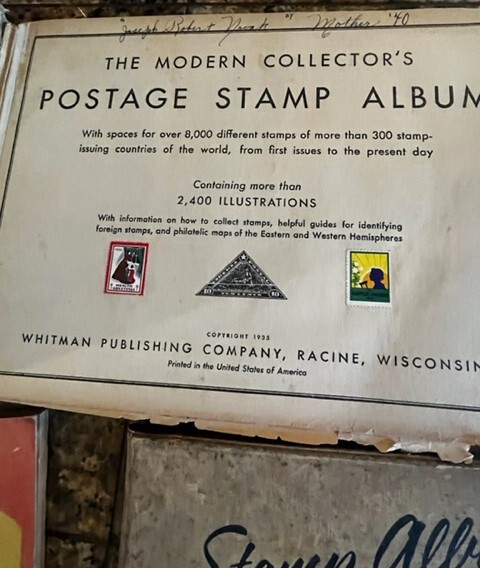 "Joseph Robert
Mother '40
THE MODERN COLLECTOR'S
POSTAGE STAMP ALBUM
With spaces for over 8,000 different stamps of more than 300 stamp-
issuing countries of the world, from first issues to the present day
Containing more than
2,400 ILLUSTRATIONS
With information on how to collect stamps, helpful guides for identifying
foreign stamps, and philatelic maps of the Eastern and Western Hemispheres
COPYRIGHT 1935
WHITMAN PUBLISHING COMPANY, RACINE, WISCONSIN
Printed in the United States of America
Stamp Alb